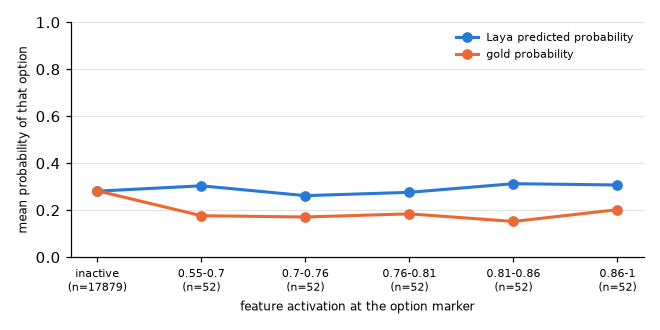 1.0
0.8
0.6
0.4
0.2
0.0
mean probability of that option
Laya predicted probability
gold probability
inactive
(n=17879)
0.55-0.7
(n=52)
0.7-0.76
(n=52)
0.76-0.81
(n=52)
0.81-0.86
(n=52)
0.86-1
(n=52)
feature activation at the option marker